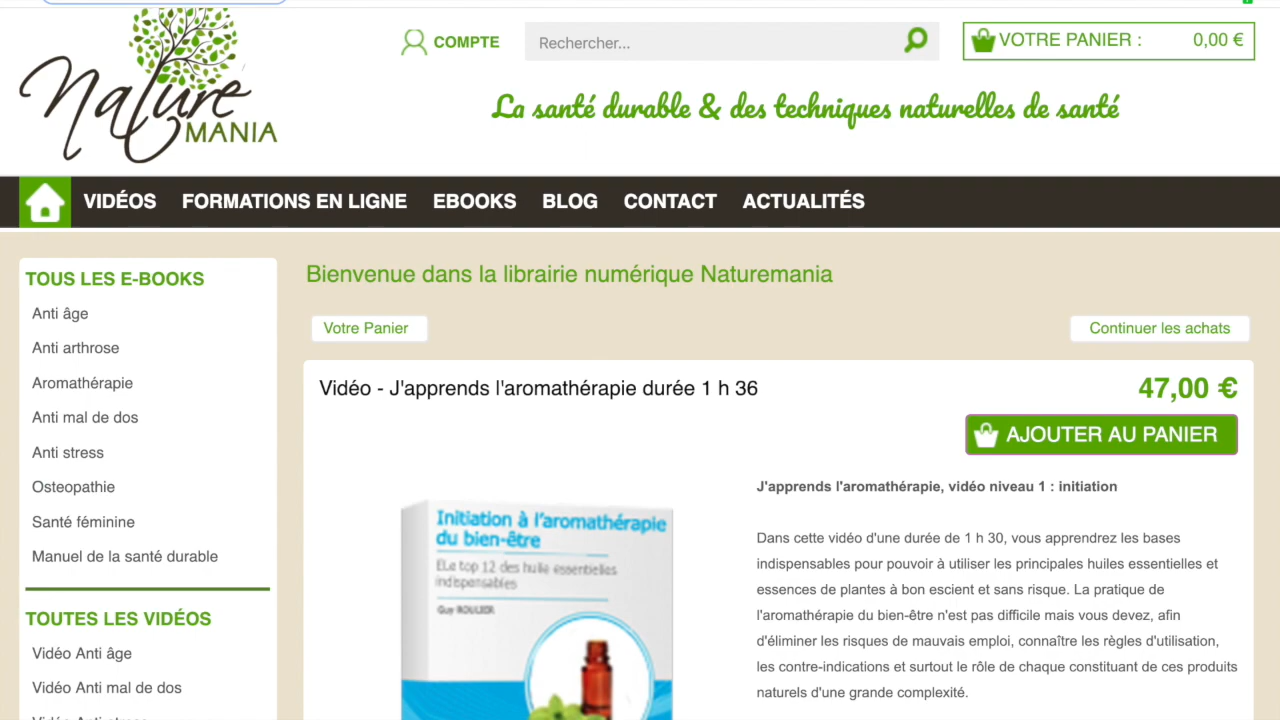 Nature
MANIA
COMPTE
Rechercher...
VOTRE PANIER : 0,00 €
La santé durable & des techniques naturelles de santé
VIDÉOS FORMATIONS EN LIGNE EBOOKS BLOG CONTACT ACTUALITÉS
TOUS LES E-BOOKS
Anti âge
Anti arthrose
Aromathérapie
Anti mal de dos
Anti stress
Osteopathie
Santé féminine
Manuel de la santé durable
TOUTES LES VIDÉOS
Vidéo Anti âge
Vidéo Anti mal de dos
Vidéo Anti stress
Bienvenue dans la librairie numérique Naturemania
Votre Panier
Continuer les achats
Vidéo - J'apprends l'aromathérapie durée 1 h 36
47,00 €
AJOUTER AU PANIER
Initiation à l'aromathérapie
du bien-être
ELe top 12 des huile essentielles
indispensables
Guy ROULIER
J'apprends l'aromathérapie, vidéo niveau 1 : initiation
Dans cette vidéo d'une durée de 1 h 30, vous apprendrez les bases
indispensables pour pouvoir à utiliser les principales huiles essentielles et
essences de plantes à bon escient et sans risque. La pratique de
l'aromathérapie du bien-être n'est pas difficile mais vous devez, afin
d'éliminer les risques de mauvais emploi, connaître les règles d'utilisation,
les contre-indications et surtout le rôle de chaque constituant de ces produits
naturels d'une grande complexité.